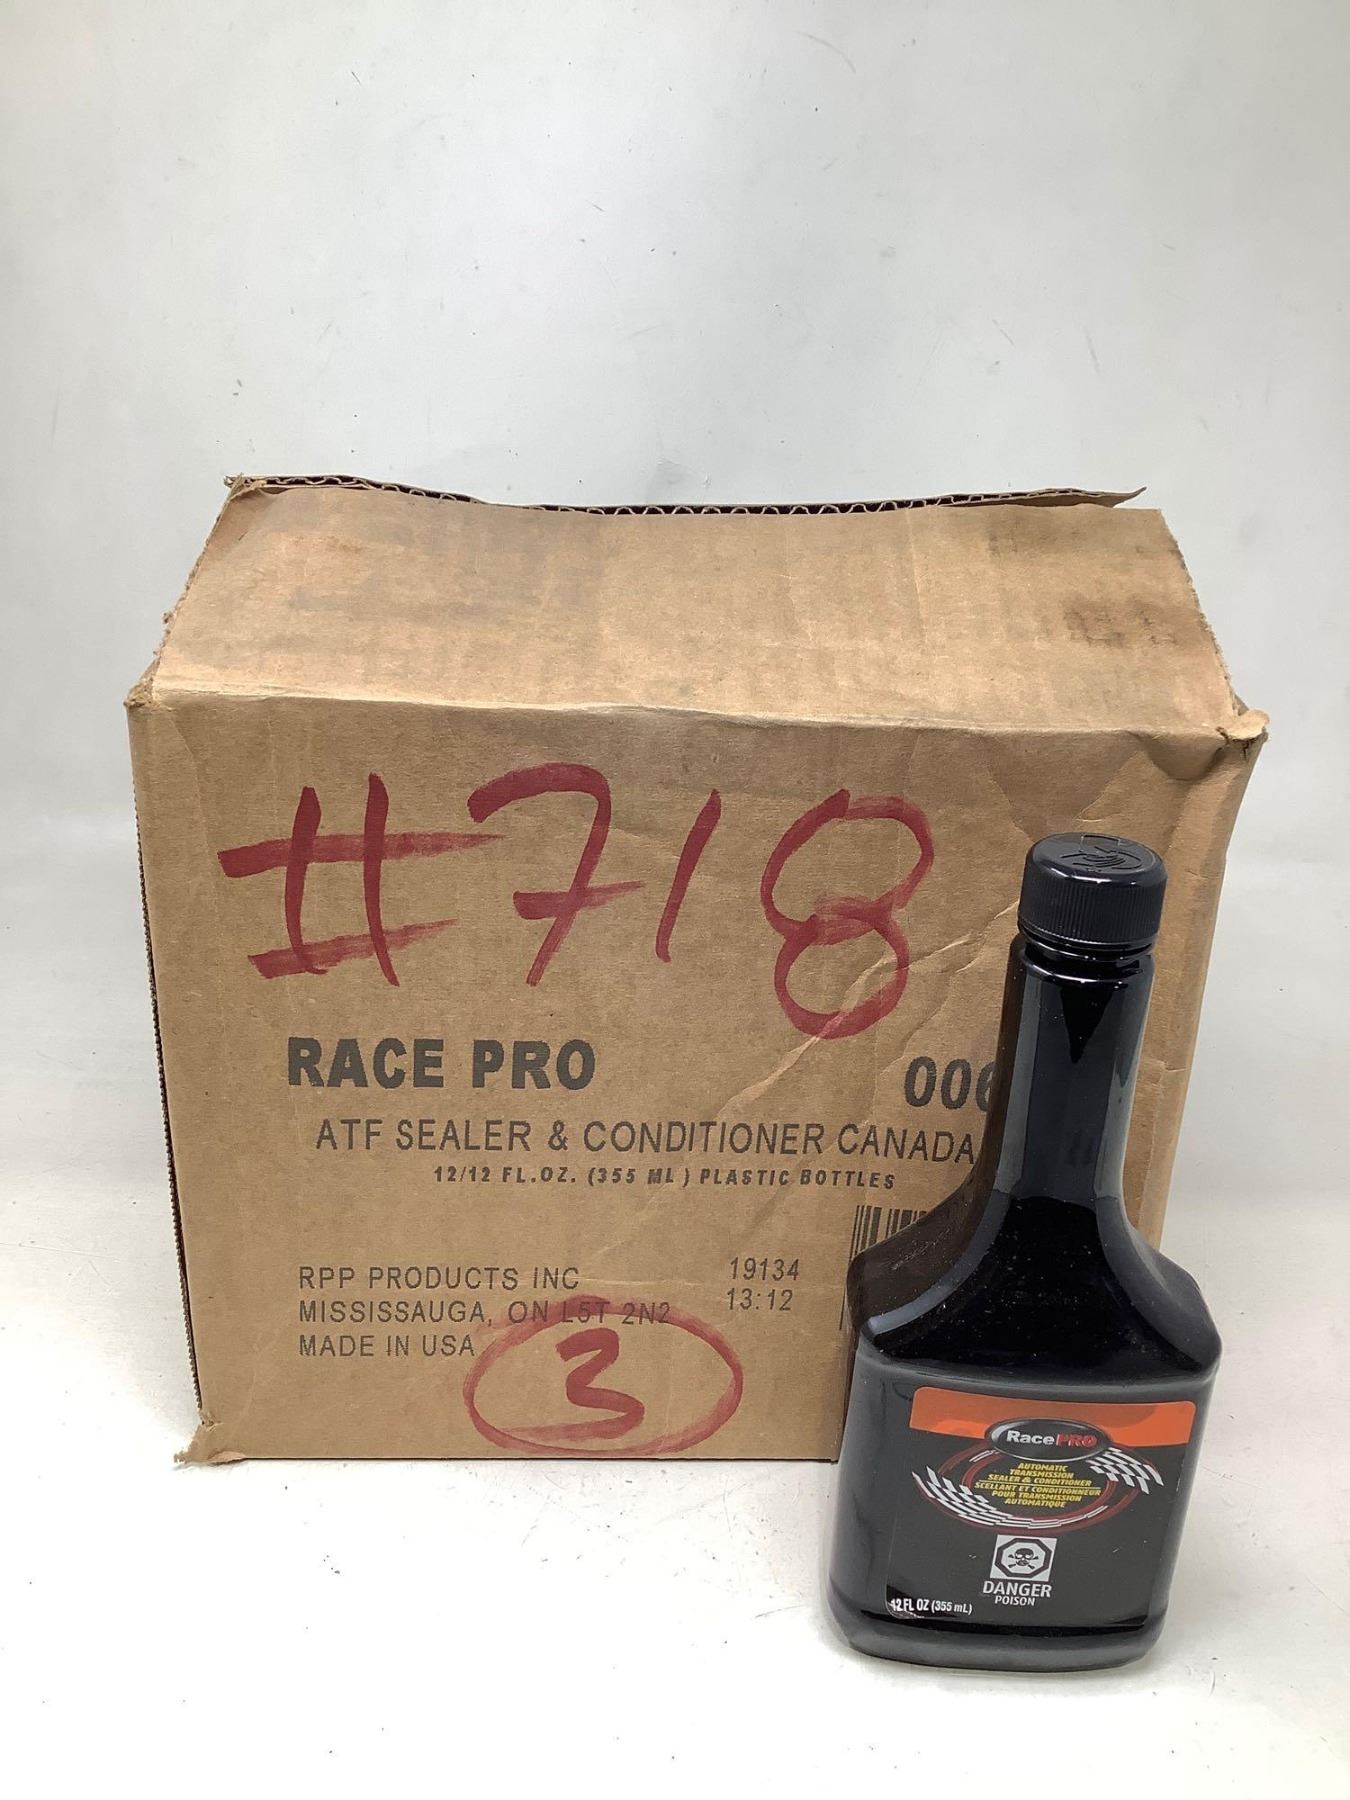 #718
RACE PRO
ATF SEALER & CONDITIONER CANADA
12/12 FL.OZ. (355 ML) PLASTIC BOTTLES
RPP PRODUCTS INC
MISSISSAUGA, ON L5T 2N2
MADE IN USA
19134
13:12
3
RacePRO
AUTOMATIC
TRANSMISSION
SEALER & CONDITIONER
SCELLANT ET CONDITIONNEUR
POUR TRANSMISSION
AUTOMATIQUE
DANGER
POISON
12 FL OZ (355 mL)